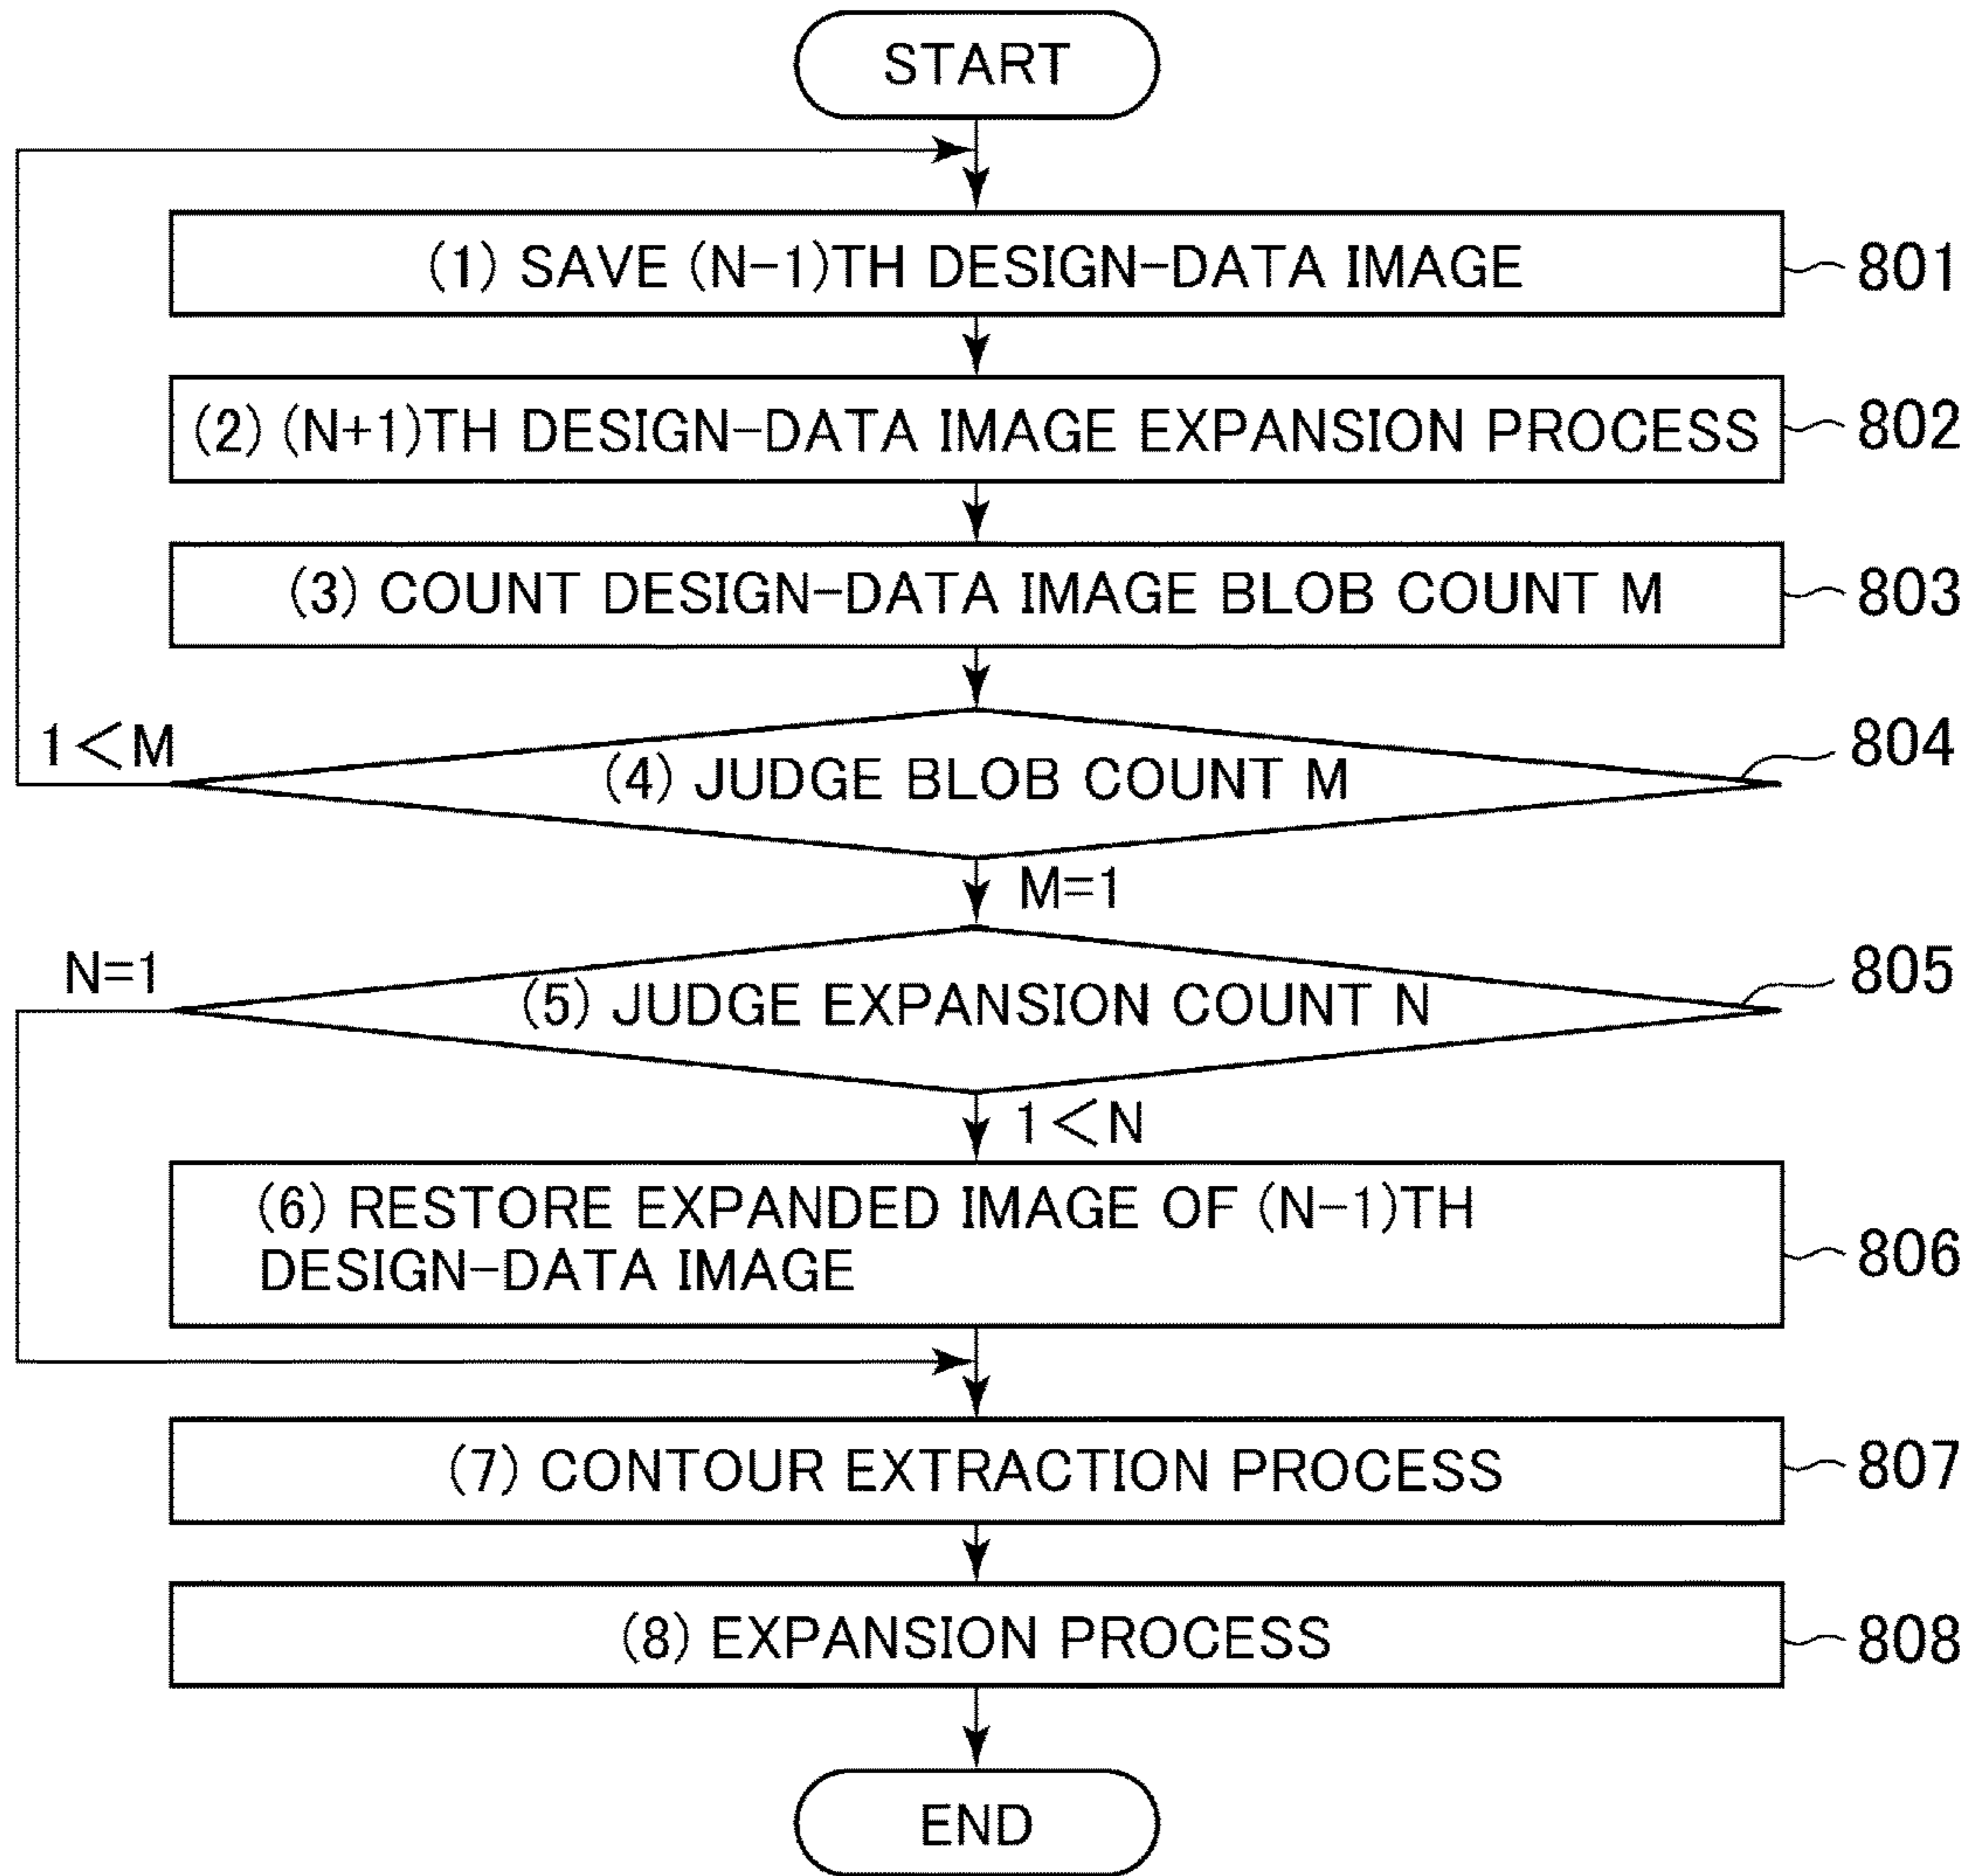 START
(1) SAVE (N-1)TH DESIGN-DATA IMAGE
801
(2) (N+1)TH DESIGN-DATA IMAGE EXPANSION PROCESS
802
(3) COUNT DESIGN-DATA IMAGE BLOB COUNT M
803
1<M
(4) JUDGE BLOB COUNT M
804
M=1
N=1
(5) JUDGE EXPANSION COUNT N
805
1<N
(6) RESTORE EXPANDED IMAGE OF (N-1)TH
DESIGN-DATA IMAGE
806
(7) CONTOUR EXTRACTION PROCESS
807
(8) EXPANSION PROCESS
808
END